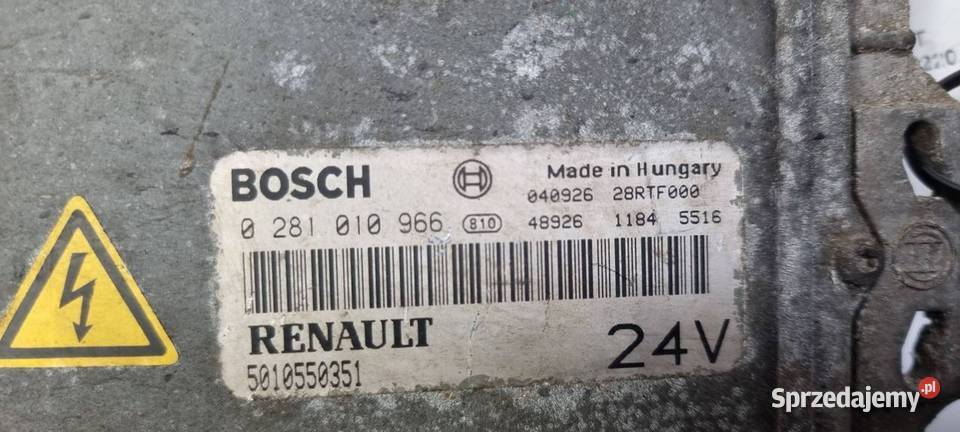 BOSCH
Made in Hungary
040926 28RTF000
0 281 010 966 810 48926 1184 5516
RENAULT 24V
5010550351
Sprzedajemy.pl